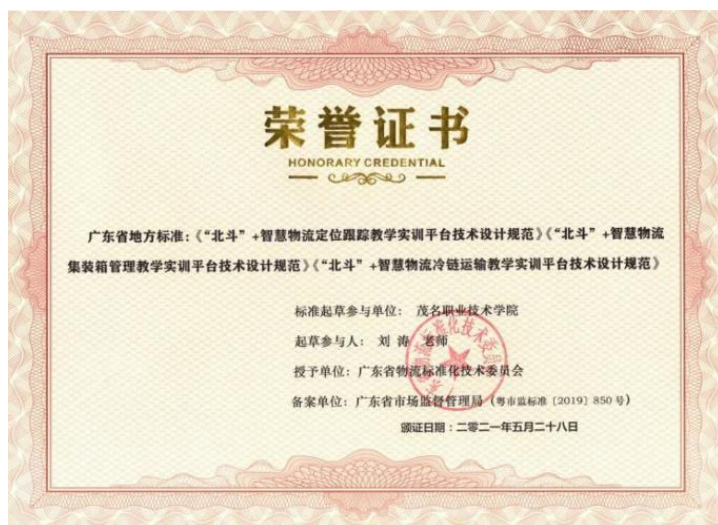 荣誉证书
HONORARY CREDENTIAL
广东省地方标准：《“北斗”+智慧物流定位跟踪教学实训平台技术设计规范》《“北斗”+智慧物流
集装箱管理教学实训平台技术设计规范》《“北斗”+智慧物流冷链运输教学实训平台技术设计规范》
标准起草参与单位： 茂名职业技术学院
起草参与人： 刘 涛 老师
授予单位：广东省物流标准化技术委员会
备案单位：广东省市场监督管理局（粤市监标准〔2019〕850号）
颁证日期：二零二一年五月二十八日